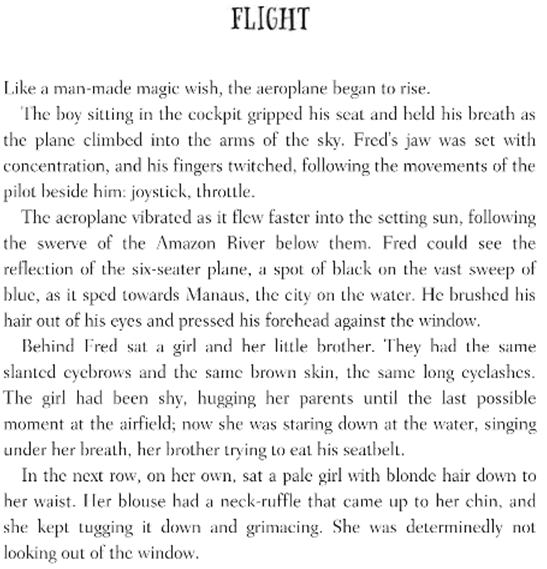 FLIGHT
Like a man-made magic wish, the aeroplane began to rise.
The boy sitting in the cockpit gripped his seat and held his breath as
the plane climbed into the arms of the sky. Fred's jaw was set with
concentration, and his fingers twitched, following the movements of the
pilot beside him: joystick, throttle.
The aeroplane vibrated as it flew faster into the setting sun, following
the swerve of the Amazon River below them. Fred could see the
reflection of the six-seater plane, a spot of black on the vast sweep of
blue, as it sped towards Manaus, the city on the water. He brushed his
hair out of his eyes and pressed his forehead against the window.
Behind Fred sat a girl and her little brother. They had the same
slanted eyebrows and the same brown skin, the same long eyelashes.
The girl had been shy, hugging her parents until the last possible
moment at the airfield; now she was staring down at the water, singing
under her breath, her brother trying to eat his seatbelt.
In the next row, on her own, sat a pale girl with blonde hair down to
her waist. Her blouse had a neck-ruffle that came up to her chin, and
she kept tugging it down and grimacing. She was determinedly not
looking out of the window.